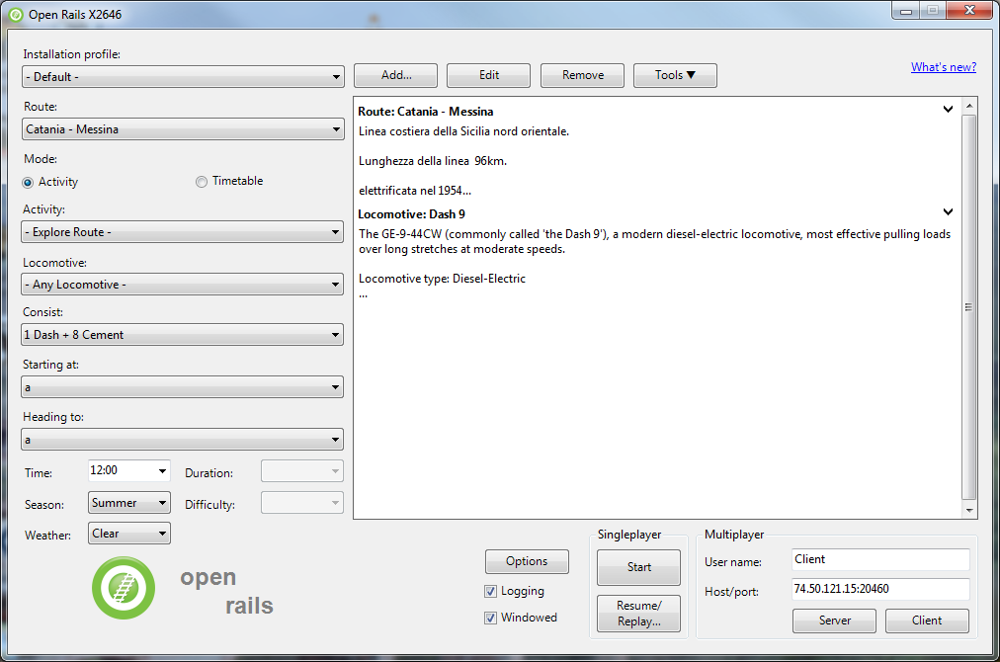 Open Rails X2646
Installation profile:
- Default -
Add...
Edit
Remove
Tools ▼
What's new?
Route:
Catania - Messina
Mode:
Activity
Timetable
Activity:
- Explore Route -
Locomotive:
- Any Locomotive -
Consist:
1 Dash + 8 Cement
Starting at:
a
Heading to:
a
Time:
12:00
Duration:
Season:
Summer
Difficulty:
Weather:
Clear
open
rails
Route: Catania - Messina
Linea costiera della Sicilia nord orientale.
Lunghezza della linea 96km.
elettrificata nel 1954...
Locomotive: Dash 9
The GE-9-44CW (commonly called 'the Dash 9'), a modern diesel-electric locomotive, most effective pulling loads
over long stretches at moderate speeds.
Locomotive type: Diesel-Electric
...
Options
Logging
Windowed
Singleplayer
Start
Resume/
Replay...
Multiplayer
User name:
Client
Host/port:
74.50.121.15:20460
Server
Client